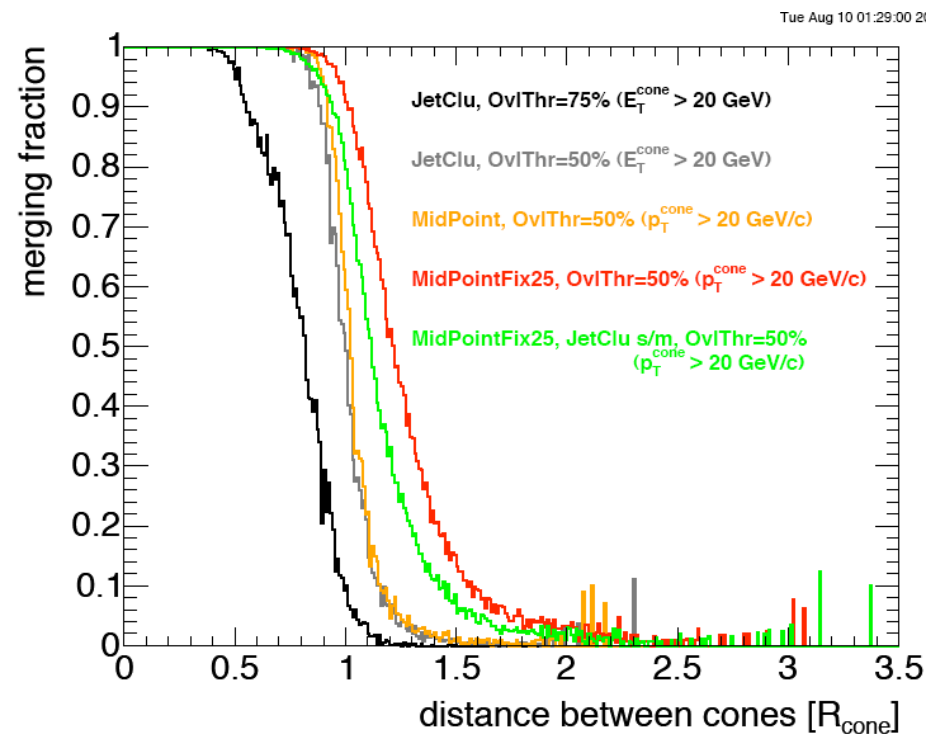 Tue Aug 10 01:29:00 20
merging fraction
1
0.9
0.8
0.7
0.6
0.5
0.4
0.3
0.2
0.1
0
JetClu, OvlThr=75% (E_T^cone > 20 GeV)
JetClu, OvlThr=50% (E_T^cone > 20 GeV)
MidPoint, OvlThr=50% (p_T^cone > 20 GeV/c)
MidPointFix25, OvlThr=50% (p_T^cone > 20 GeV/c)
MidPointFix25, JetClu s/m, OvlThr=50%
(p_T^cone > 20 GeV/c)
0 0.5 1 1.5 2 2.5 3 3.5
distance between cones [R_cone]